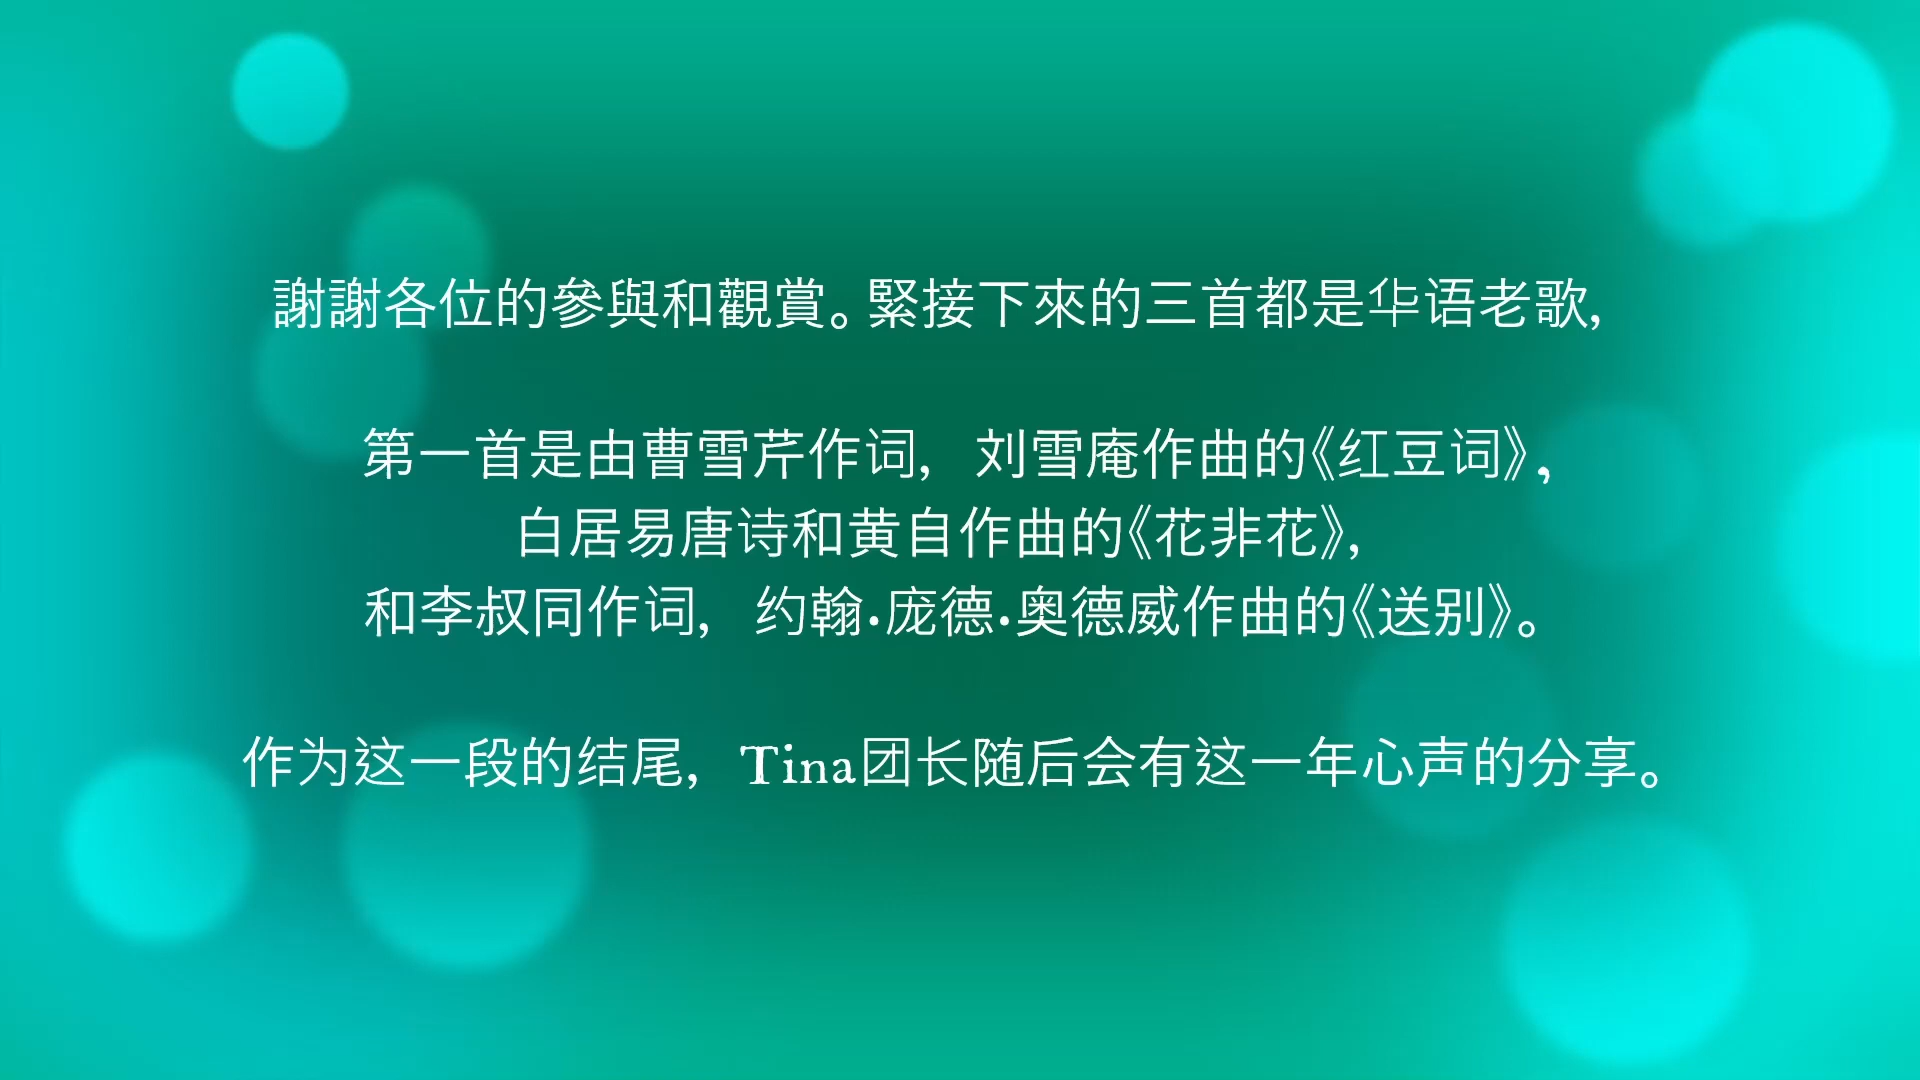 謝謝各位的參與和觀賞。緊接下來的三首都是华语老歌,
第一首是由曹雪芹作词, 刘雪庵作曲的《红豆词》,
白居易唐诗和黄自作曲的《花非花》,
和李叔同作词, 约翰·庞德·奥德威作曲的《送别》。
作为这一段的结尾, Tina团长随后会有这一年心声的分享。